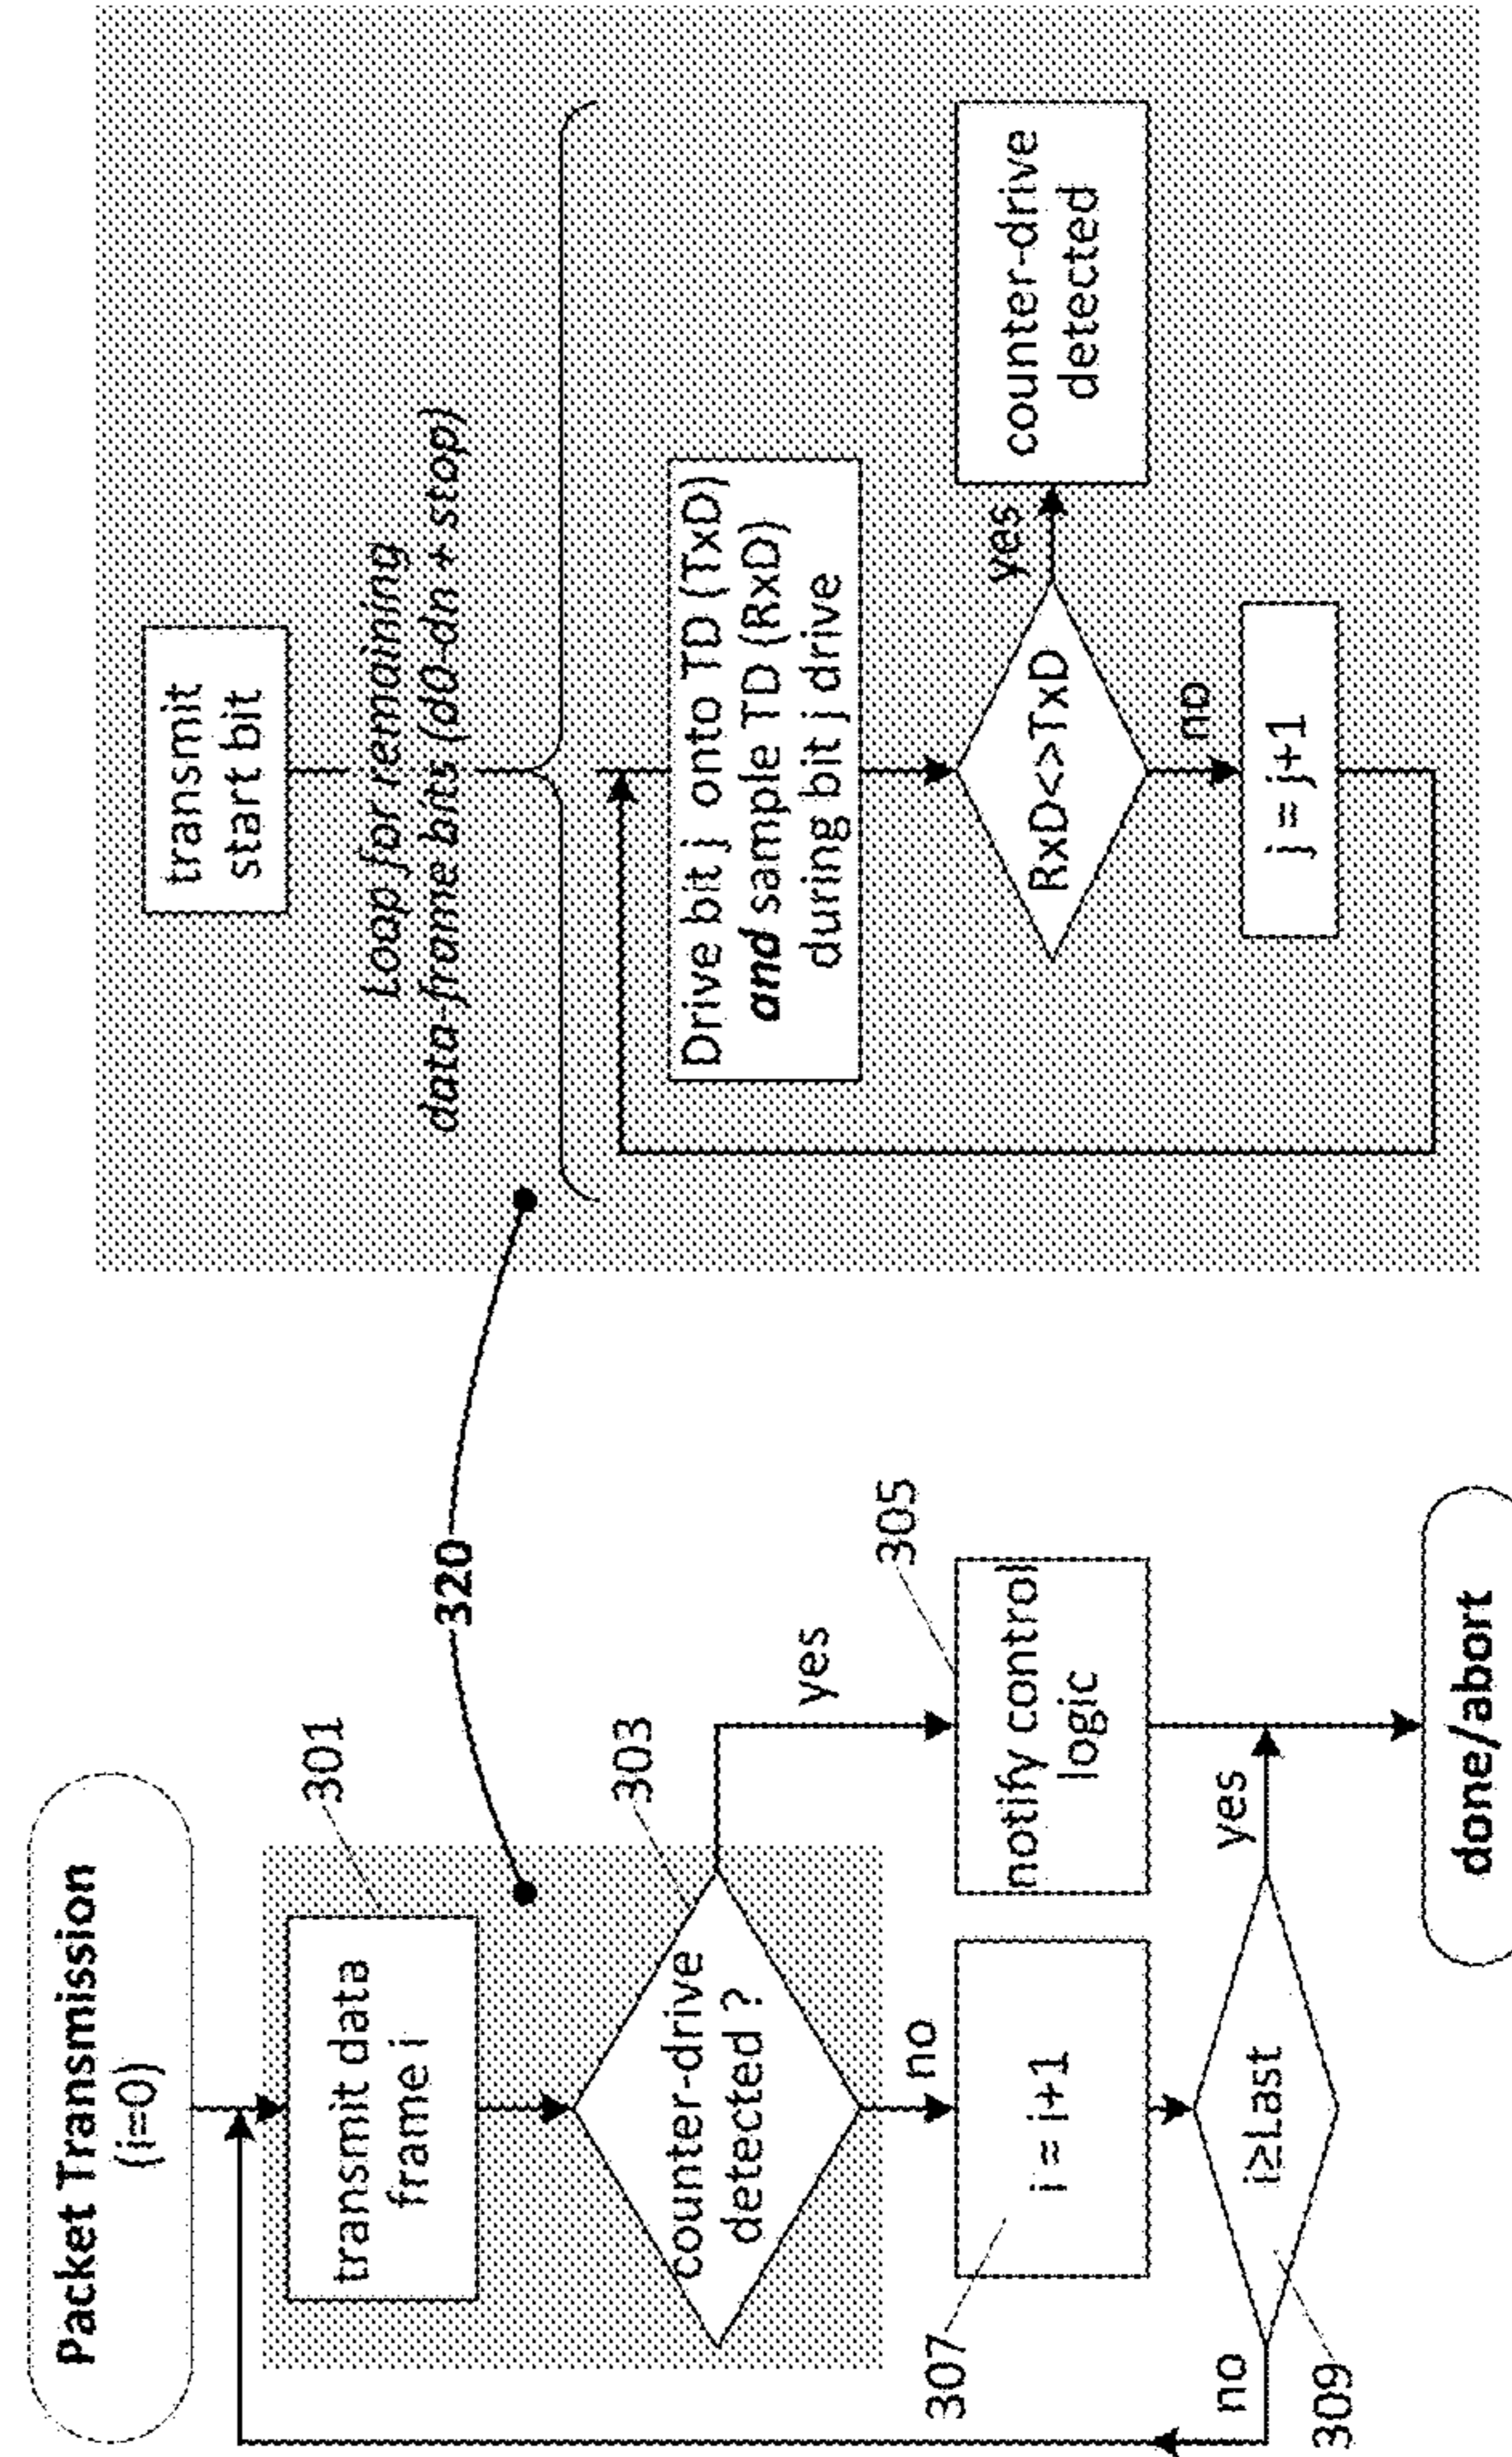 Packet Transmission
(i=0)
301
transmit data
frame i
303
counter-drive
detected ?
yes
no
305
notify control
logic
307
i = i+1
i≥Last
yes
no
309
done/abort
320
transmit
start bit
Loop for remaining
data-frame bits (d0-dn + stop)
Drive bit j onto TD (TxD)
and sample TD (RxD)
during bit j drive
RxD<>TxD
yes
counter-drive
detected
no
j = j+1